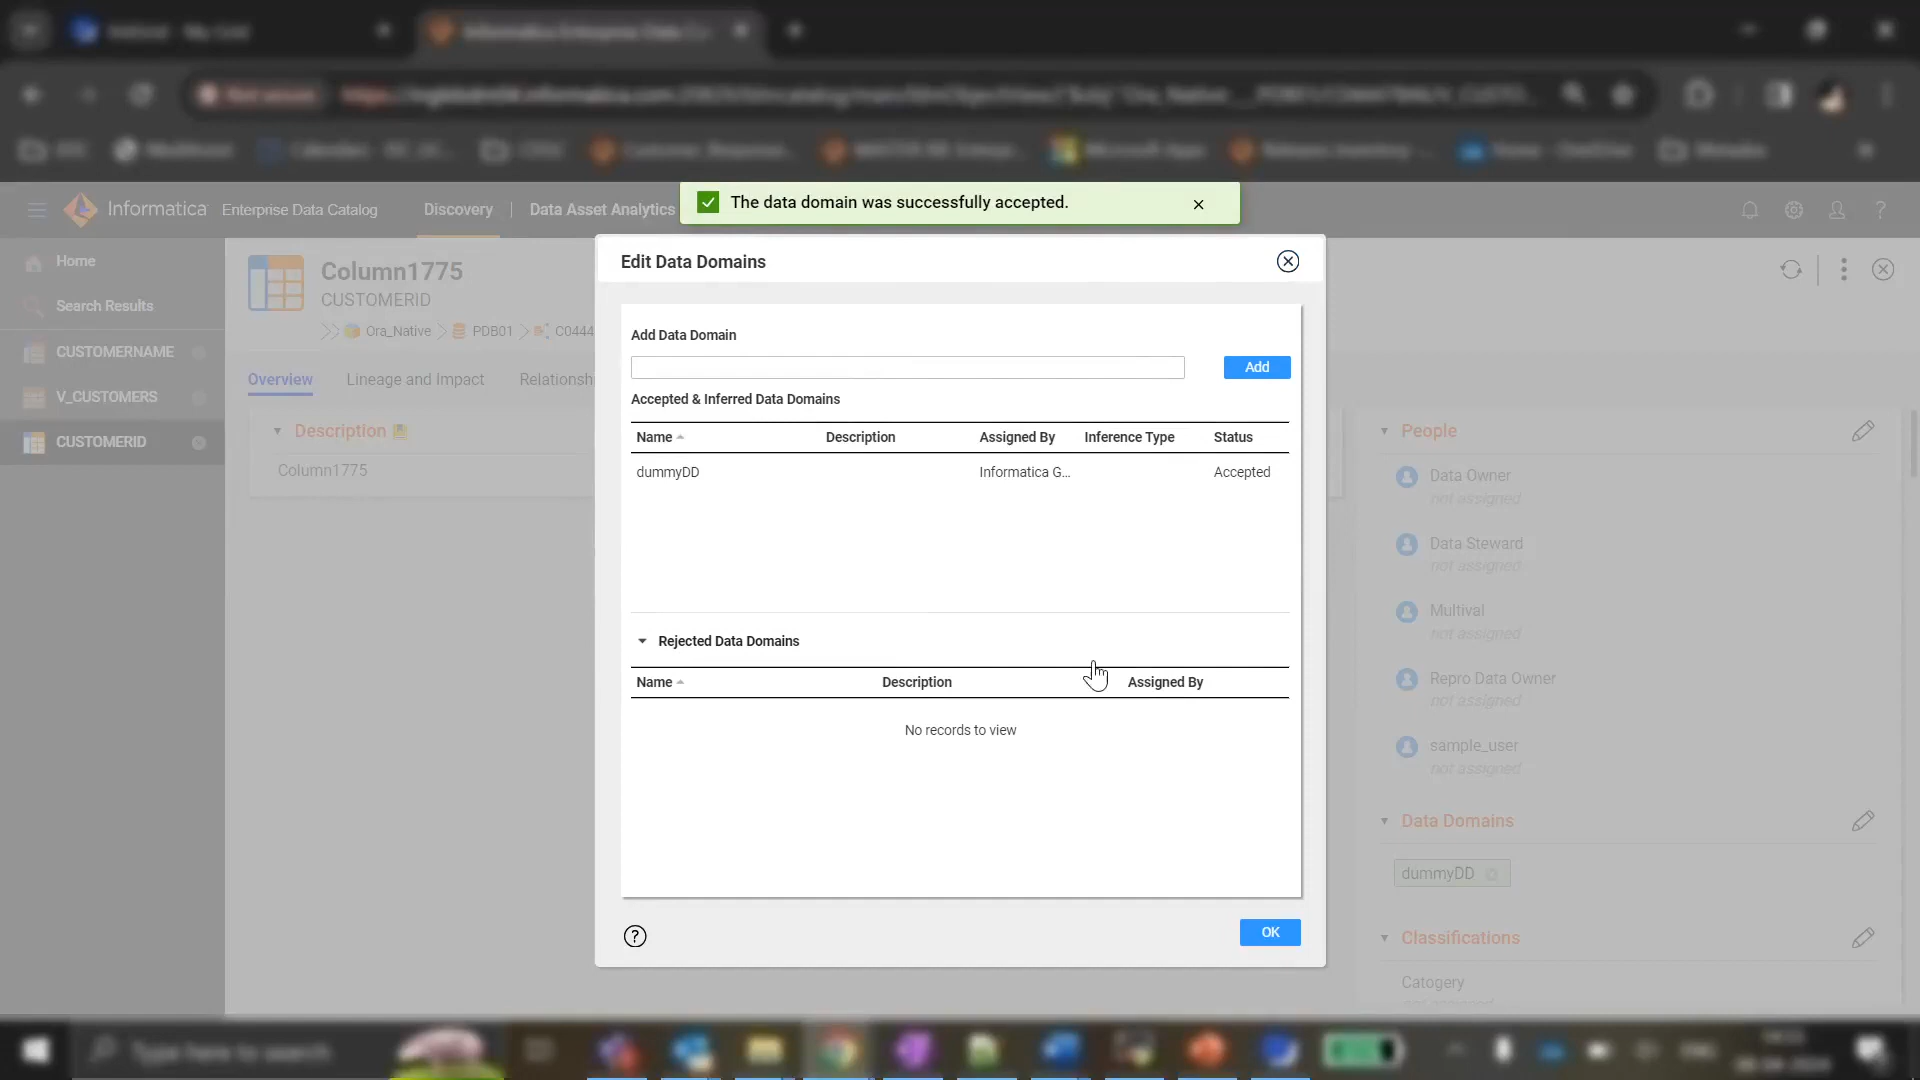 The data domain was successfully accepted.
Informatica Enterprise Data Catalog Discovery Data Asset Analytics
Home
Search Results
CUSTOMERNAME
V_CUSTOMERS
CUSTOMERID
Column1775
CUSTOMERID
Ora_Native PDB01 C0444
Overview Lineage and Impact
Description
Column1775
Edit Data Domains
Add Data Domain
Add
Accepted & Inferred Data Domains
Name Description Assigned By Inference Type Status
dummyDD Informatica G... Accepted
Rejected Data Domains
Name Description Assigned By
No records to view
OK
People
Data Owner
not assigned
Data Steward
not assigned
Multival
not assigned
Repro Data Owner
not assigned
sample_user
not assigned
Data Domains
dummyDD
Classifications
Catogery
Type here to search